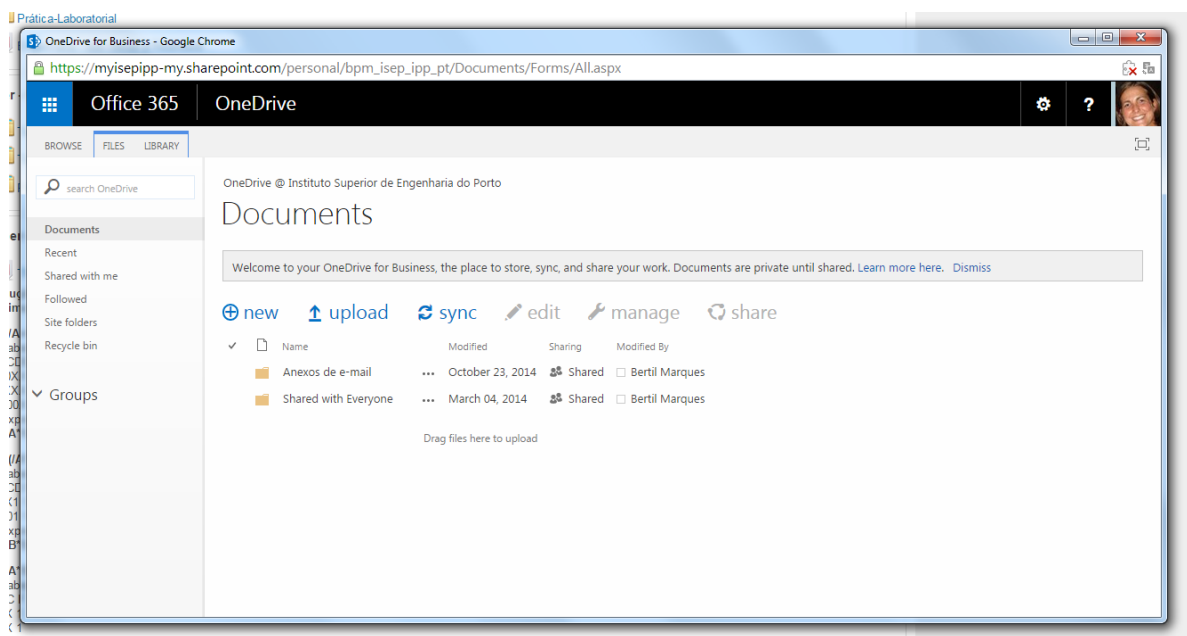 Prática-Laboratorial
OneDrive for Business - Google Chrome
https://myisepipp-my.sharepoint.com/personal/bpm_isep_ipp_pt/Documents/Forms/All.aspx
Office 365 OneDrive ?
BROWSE FILES LIBRARY
search OneDrive
Documents
Recent
Shared with me
Followed
Site folders
Recycle bin
Groups
OneDrive @ Instituto Superior de Engenharia do Porto
Documents
Welcome to your OneDrive for Business, the place to store, sync, and share your work. Documents are private until shared. Learn more here. Dismiss
new upload sync edit manage share
Name Modified Sharing Modified By
Anexos de e-mail ... October 23, 2014 Shared Bertil Marques
Shared with Everyone ... March 04, 2014 Shared Bertil Marques
Drag files here to upload